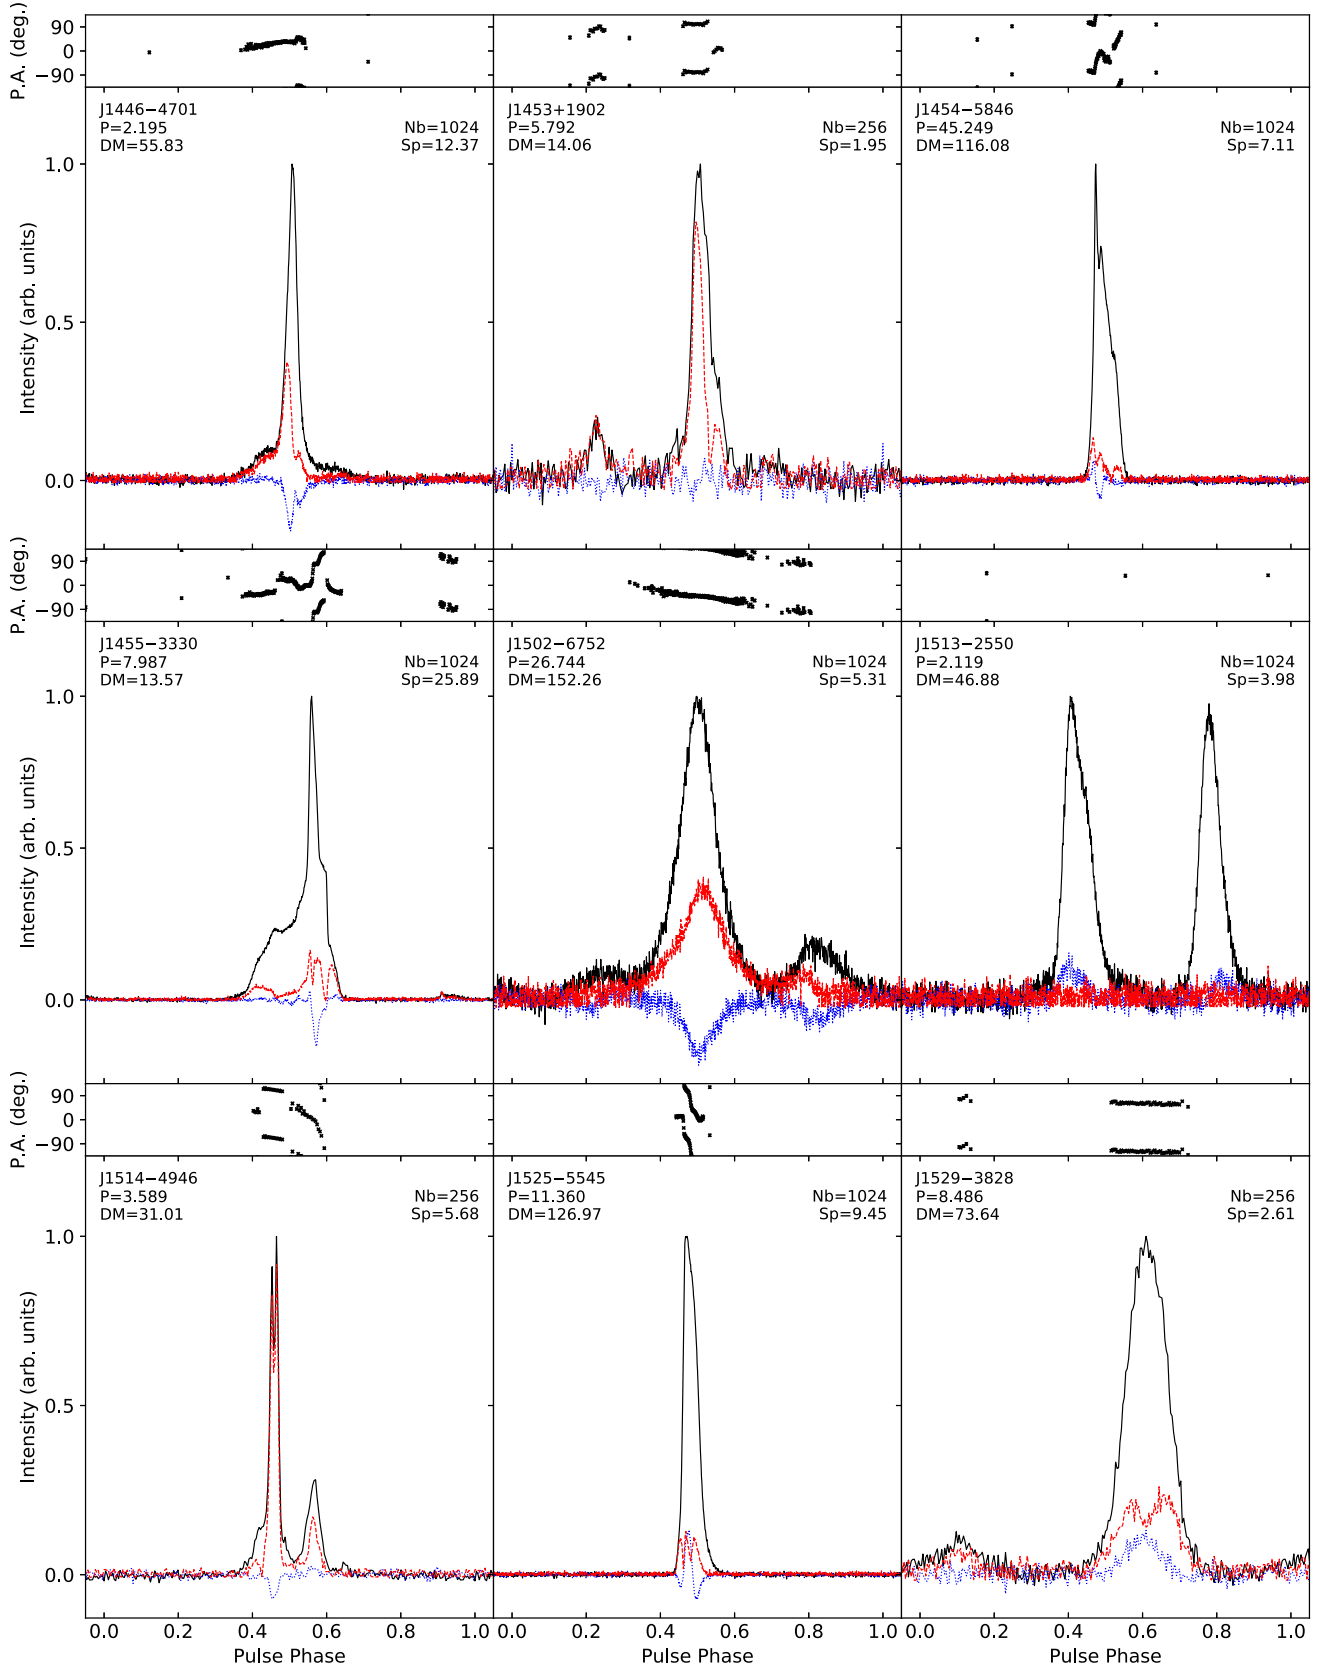 P.A. (deg.)
90
0
−90
J1446−4701
P=2.195
DM=55.83
Nb=1024
Sp=12.37
J1453+1902
P=5.792
DM=14.06
Nb=256
Sp=1.95
J1454−5846
P=45.249
DM=116.08
Nb=1024
Sp=7.11
Intensity (arb. units)
1.0
0.5
0.0
P.A. (deg.)
90
0
−90
J1455−3330
P=7.987
DM=13.57
Nb=1024
Sp=25.89
J1502−6752
P=26.744
DM=152.26
Nb=1024
Sp=5.31
J1513−2550
P=2.119
DM=46.88
Nb=1024
Sp=3.98
Intensity (arb. units)
1.0
0.5
0.0
P.A. (deg.)
90
0
−90
J1514−4946
P=3.589
DM=31.01
Nb=256
Sp=5.68
J1525−5545
P=11.360
DM=126.97
Nb=1024
Sp=9.45
J1529−3828
P=8.486
DM=73.64
Nb=256
Sp=2.61
Intensity (arb. units)
1.0
0.5
0.0
0.0 0.2 0.4 0.6 0.8 1.0
0.0 0.2 0.4 0.6 0.8 1.0
0.0 0.2 0.4 0.6 0.8 1.0
Pulse Phase
Pulse Phase
Pulse Phase